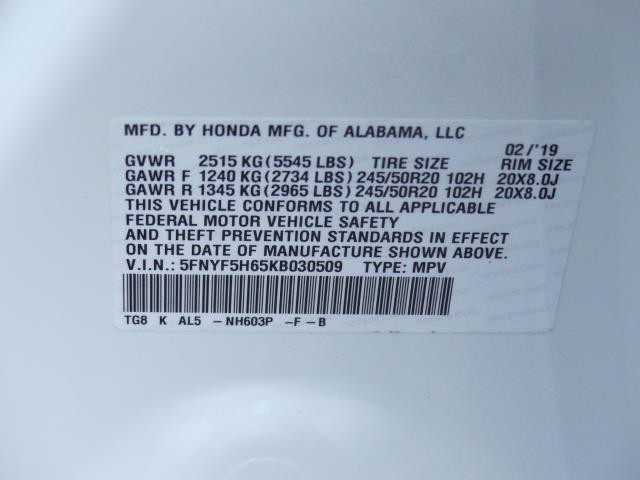 MFD. BY HONDA MFG. OF ALABAMA, LLC 02/'19
GVWR 2515 KG (5545 LBS) TIRE SIZE RIM SIZE
GAWR F 1240 KG (2734 LBS) 245/50R20 102H 20X8.0J
GAWR R 1345 KG (2965 LBS) 245/50R20 102H 20X8.0J
THIS VEHICLE CONFORMS TO ALL APPLICABLE
FEDERAL MOTOR VEHICLE SAFETY
AND THEFT PREVENTION STANDARDS IN EFFECT
ON THE DATE OF MANUFACTURE SHOWN ABOVE.
V.I.N.: 5FNYF5H65KB030509 TYPE: MPV
TG8 K AL5 -NH603P -F-B